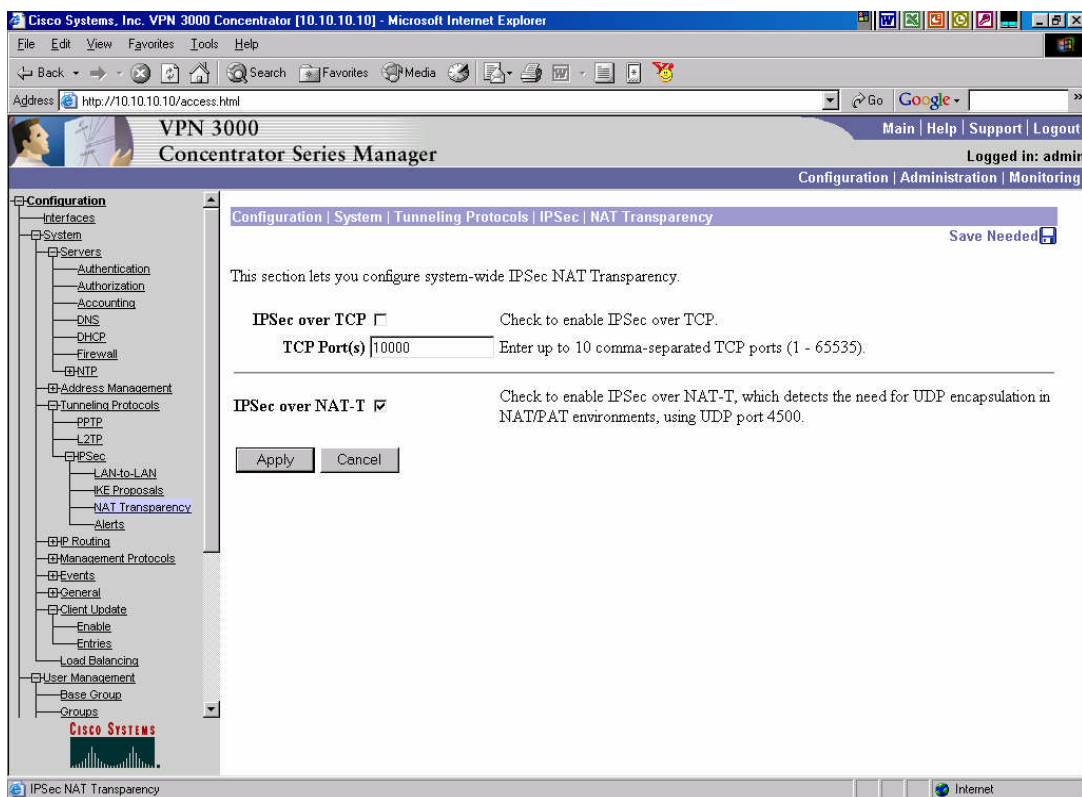 Cisco Systems, Inc. VPN 3000 Concentrator [10.10.10.10] - Microsoft Internet Explorer
File Edit View Favorites Tools Help
Back Search Favorites Media
Address http://10.10.10.10/access.html Go Google
VPN 3000
Concentrator Series Manager
Main | Help | Support | Logout
Logged in: admin
Configuration | Administration | Monitoring
Configuration
Interfaces
System
Servers
Authentication
Authorization
Accounting
DNS
DHCP
Firewall
NTP
Address Management
Tunneling Protocols
PPTP
L2TP
IPSec
LAN-to-LAN
IKE Proposals
NAT Transparency
Alerts
IP Routing
Management Protocols
Events
General
Client Update
Enable
Entries
Load Balancing
User Management
Base Group
Groups
CISCO SYSTEMS
Configuration | System | Tunneling Protocols | IPSec | NAT Transparency
Save Needed
This section lets you configure system-wide IPSec NAT Transparency.
IPSec over TCP Check to enable IPSec over TCP.
TCP Port(s) 10000 Enter up to 10 comma-separated TCP ports (1 - 65535).
IPSec over NAT-T Check to enable IPSec over NAT-T, which detects the need for UDP encapsulation in
NAT/PAT environments, using UDP port 4500.
Apply Cancel
IPSec NAT Transparency Internet